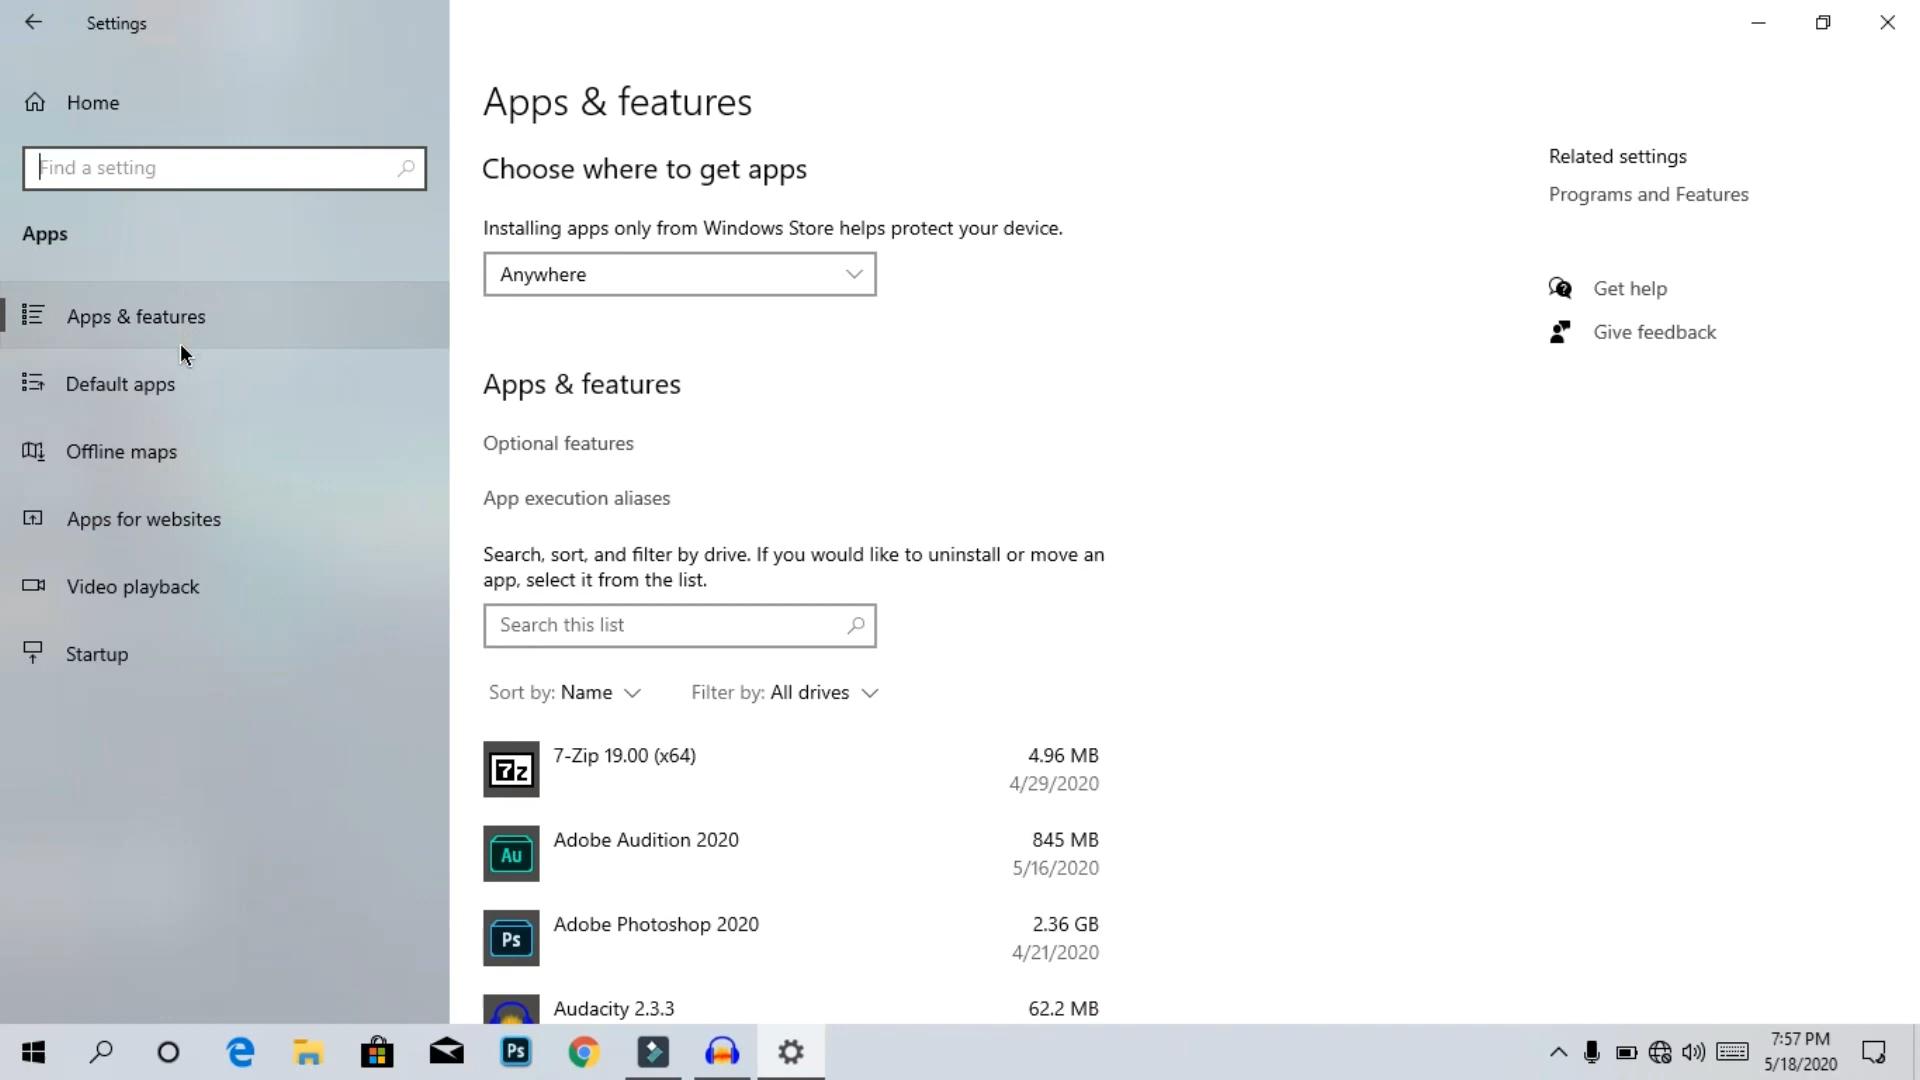 Settings
Home
Find a setting
Apps
Apps & features
Default apps
Offline maps
Apps for websites
Video playback
Startup
Apps & features
Choose where to get apps
Installing apps only from Windows Store helps protect your device.
Anywhere
Apps & features
Optional features
App execution aliases
Search, sort, and filter by drive. If you would like to uninstall or move an
app, select it from the list.
Search this list
Sort by: Name Filter by: All drives
7z
7-Zip 19.00 (x64) 4.96 MB
4/29/2020
Au
Adobe Audition 2020 845 MB
5/16/2020
Ps
Adobe Photoshop 2020 2.36 GB
4/21/2020
Audacity 2.3.3 62.2 MB
Related settings
Programs and Features
Get help
Give feedback
Ps
7:57 PM
5/18/2020